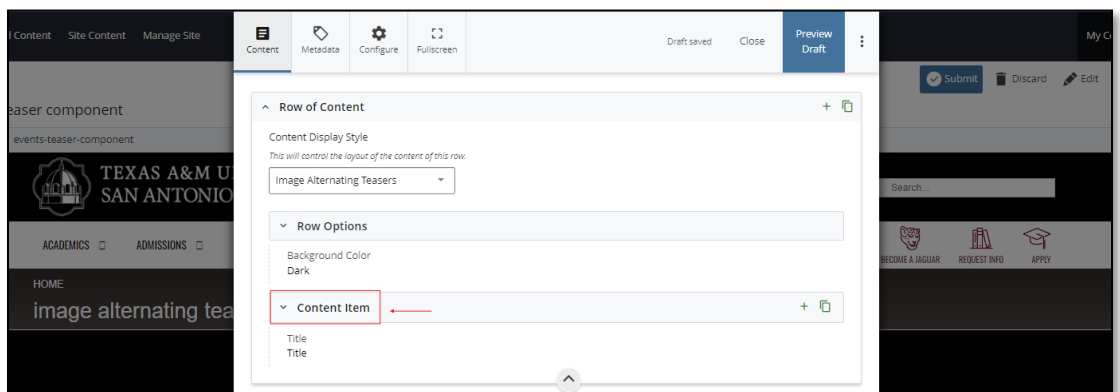 l Content Site Content Manage Site
Content Metadata Configure Fullscreen
Draft saved Close Preview Draft
My C
Submit Discard Edit
easer component
events-teaser-component
Row of Content
Content Display Style
This will control the layout of the content of this row.
Image Alternating Teasers
TEXAS A&M U
SAN ANTONIO
Search...
Row Options
Background Color
Dark
ACADEMICS ADMISSIONS
BECOME A JAGUAR REQUEST INFO APPLY
HOME
image alternating tea
Content Item
Title
Title